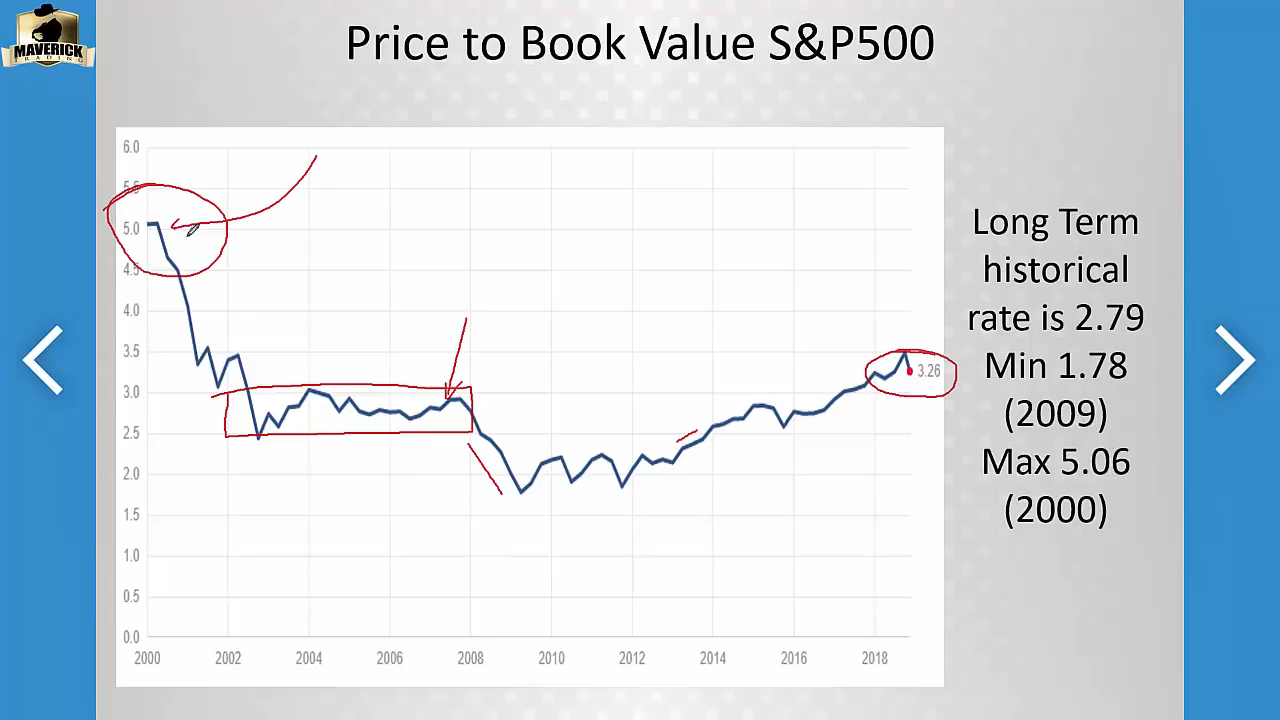 MAVERICK
TRADING
Price to Book Value S&P500
6.0
5.5
5.0
4.5
4.0
3.5
3.0
2.5
2.0
1.5
1.0
0.5
0.0
2000 2002 2004 2006 2008 2010 2012 2014 2016 2018
3.26
Long Term
historical
rate is 2.79
Min 1.78
(2009)
Max 5.06
(2000)